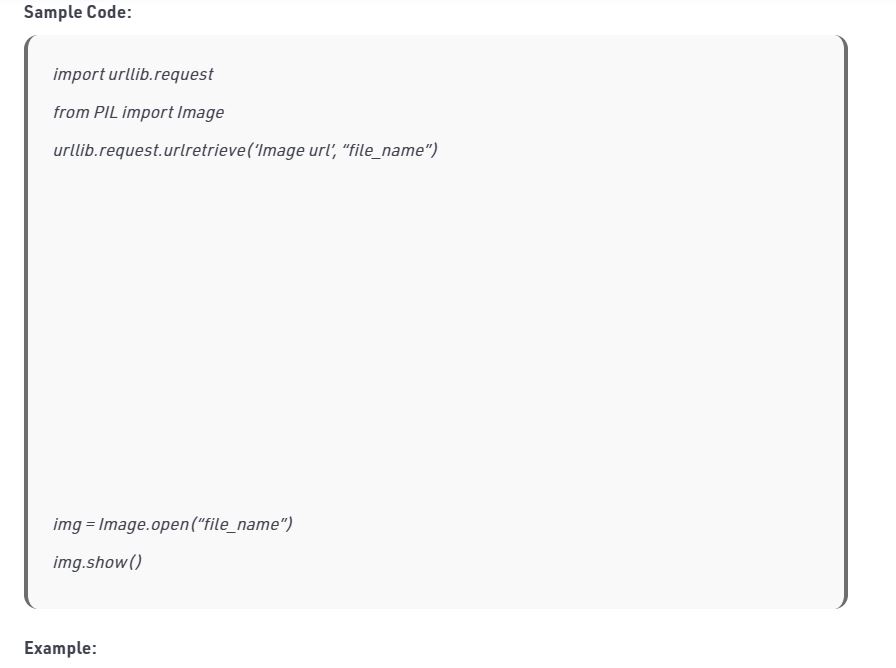 Sample Code:
import urllib.request
from PIL import Image
urllib.request.urlretrieve(‘Image url’, “file_name”)
img = Image.open(“file_name”)
img.show()
Example: